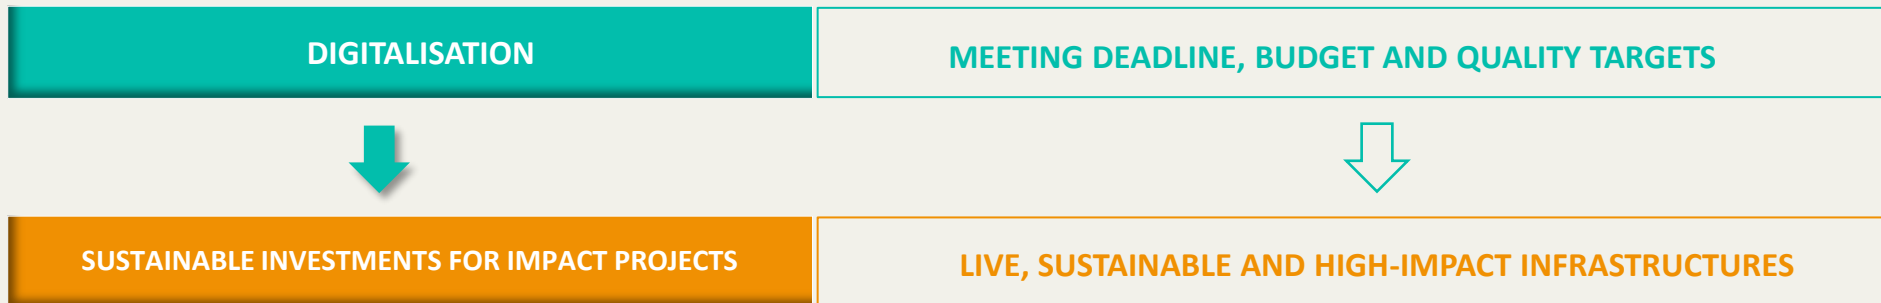 DIGITALISATION
MEETING DEADLINE, BUDGET AND QUALITY TARGETS
SUSTAINABLE INVESTMENTS FOR IMPACT PROJECTS
LIVE, SUSTAINABLE AND HIGH-IMPACT INFRASTRUCTURES